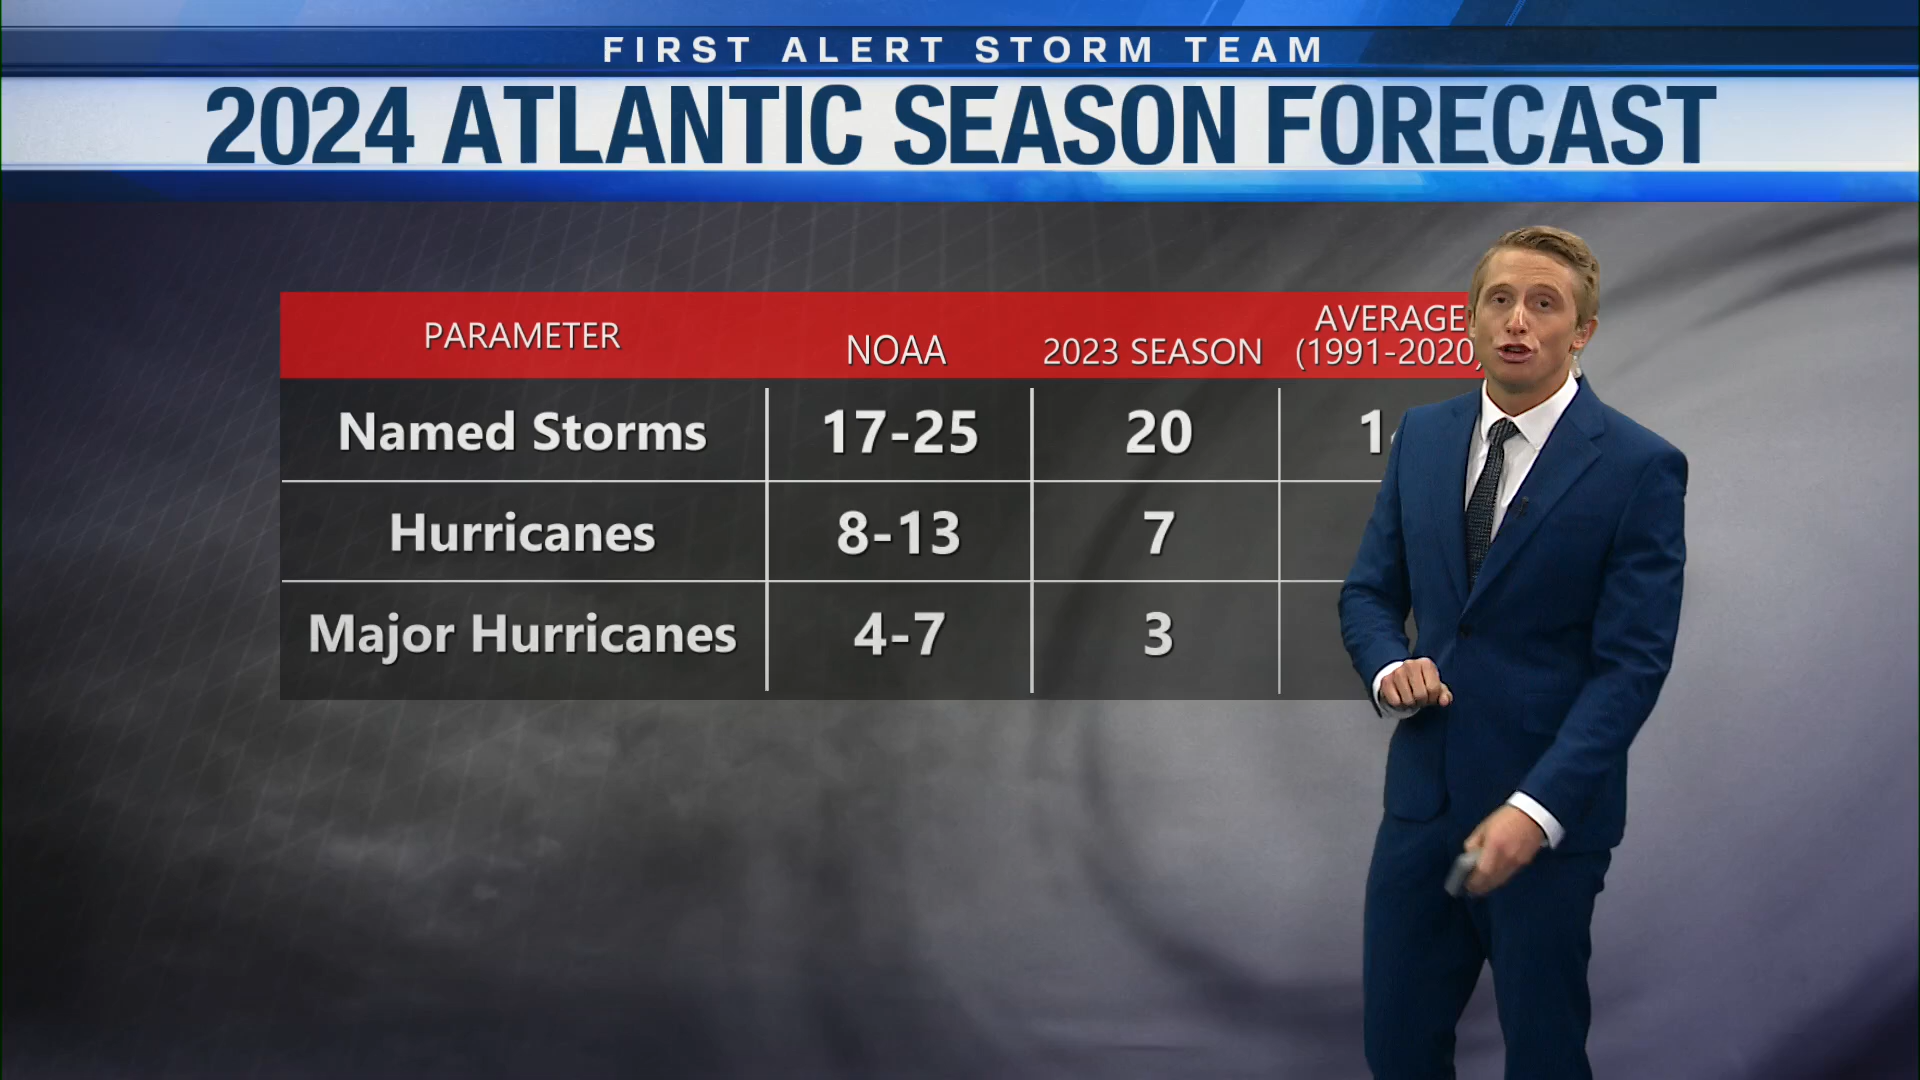 FIRST ALERT STORM TEAM
2024 ATLANTIC SEASON FORECAST
PARAMETER NOAA 2023 SEASON AVERAGE (1991-2020)
Named Storms 17-25 20
Hurricanes 8-13 7
Major Hurricanes 4-7 3